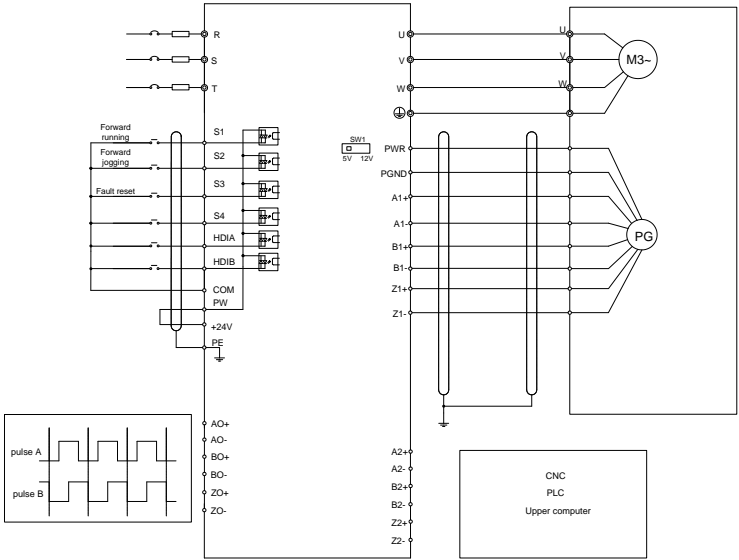 R
S
T
U
V
W
U
V
W
M3~
Forward
running
Forward
jogging
Fault reset
S1
S2
S3
S4
HDIA
HDIB
COM
PW
+24V
PE
SW1
5V 12V
PWR
PGND
A1+
A1-
B1+
B1-
Z1+
Z1-
PG
pulse A
pulse B
AO+
AO-
BO+
BO-
ZO+
ZO-
A2+
A2-
B2+
B2-
Z2+
Z2-
CNC
PLC
Upper computer